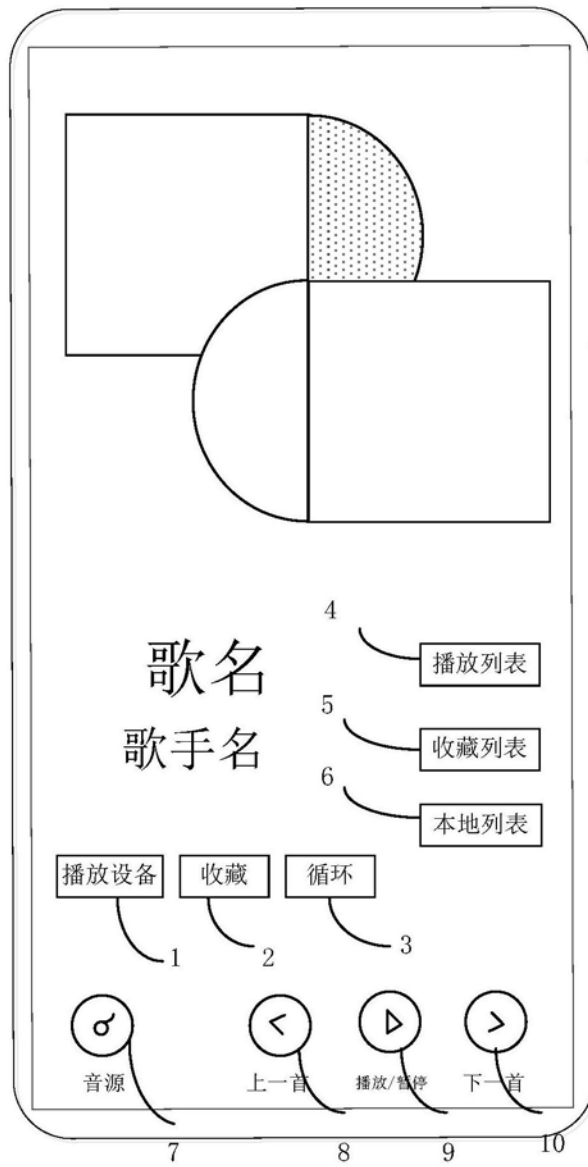 4
歌名
播放列表
5
歌手名
收藏列表
6
本地列表
播放设备 收藏 循环
1 2 3
音源 上一首 播放/暂停 下一首
7 8 9 10